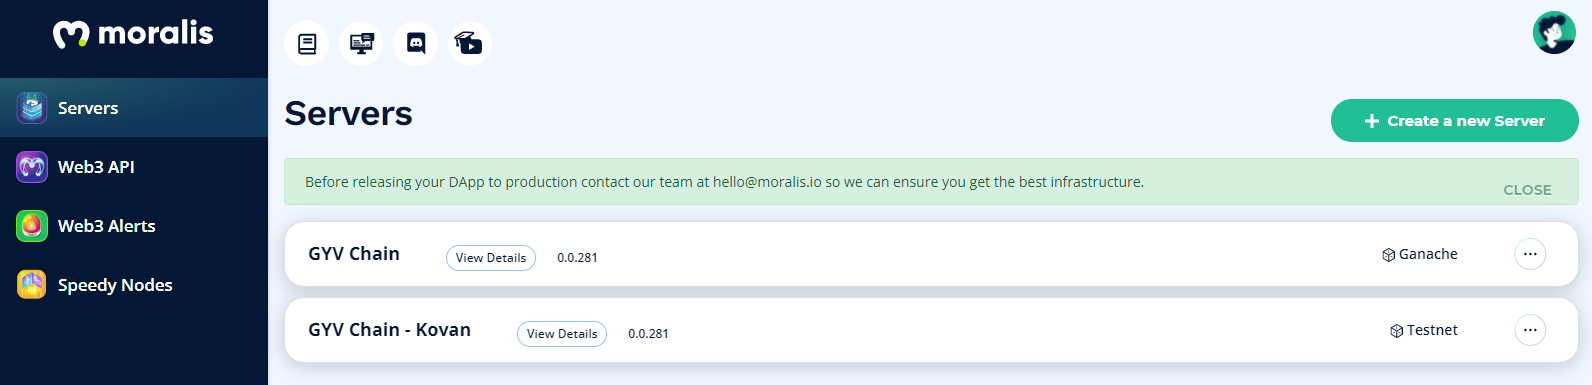 moralis
Servers
Web3 API
Web3 Alerts
Speedy Nodes
Servers
+ Create a new Server
Before releasing your DApp to production contact our team at hello@moralis.io so we can ensure you get the best infrastructure.
CLOSE
GYV Chain View Details 0.0.281 Ganache ...
GYV Chain - Kovan View Details 0.0.281 Testnet ...